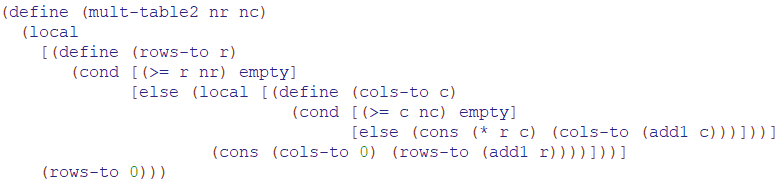 (define (mult-table2 nr nc)
  (local
    [(define (rows-to r)
       (cond [(>= r nr) empty]
             [else (local [(define (cols-to c)
                             (cond [(>= c nc) empty]
                                   [else (cons (* r c) (cols-to (add1 c)))]))]
                     (cons (cols-to 0) (rows-to (add1 r))))]))]
    (rows-to 0)))